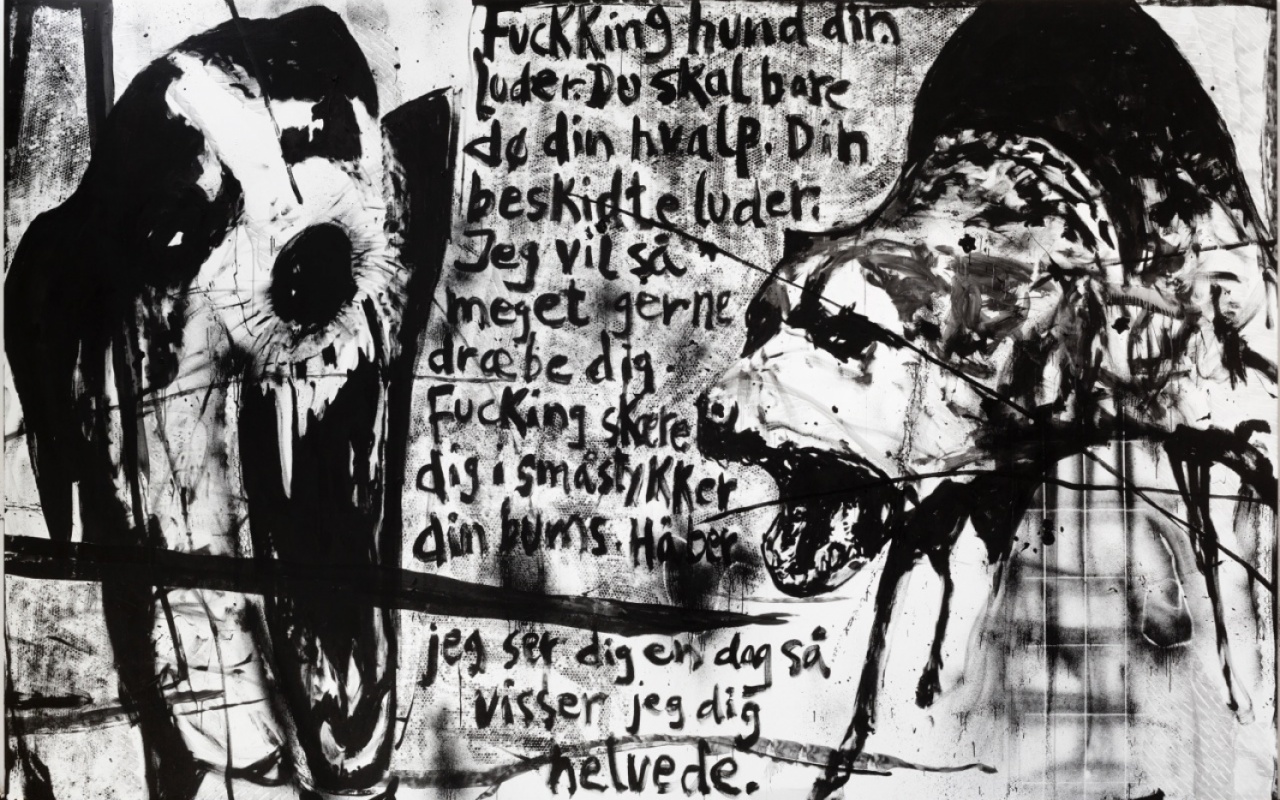 FucKKing hund din
luder. Du skal bare
dø din hvalp. Din
beskidte luder.
Jeg vil så
meget gerne
dræbe dig.
Fucking skære
dig i småstykker
din bums. Håber
jeg ser dig en dag så
visser jeg dig
helvede.